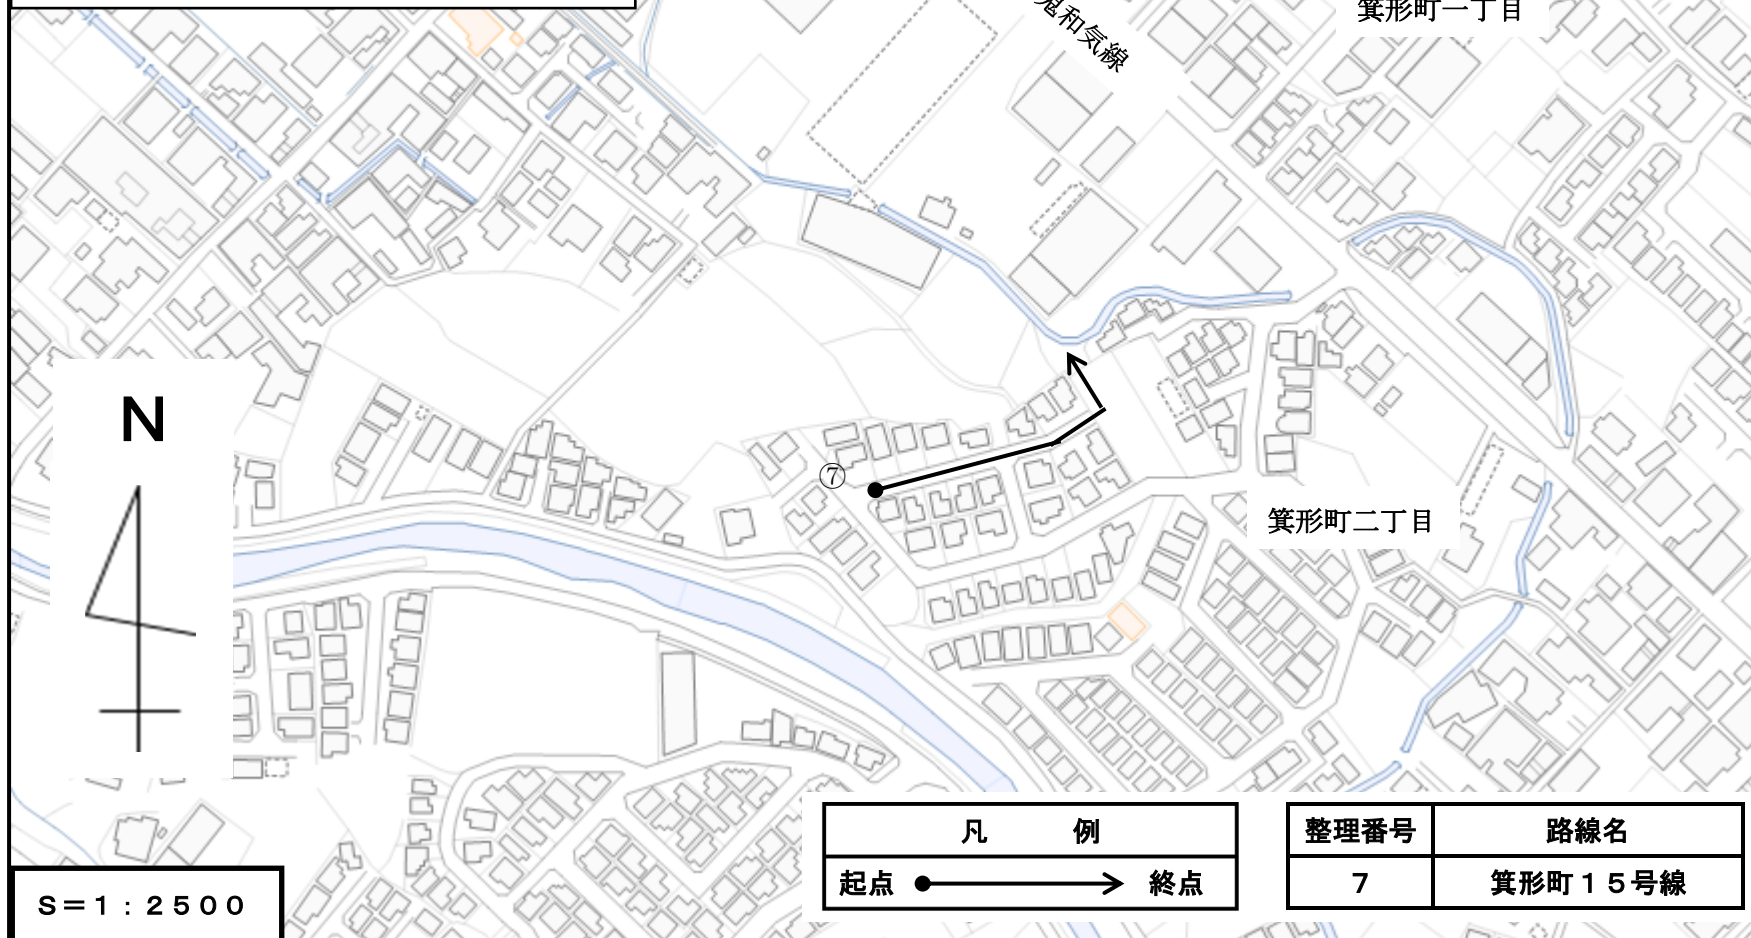 箕形町一丁目
鬼和気線
N
⑦
箕形町二丁目
凡 例
起点 終点
整理番号 路線名
7 箕形町15号線
S=1:2500